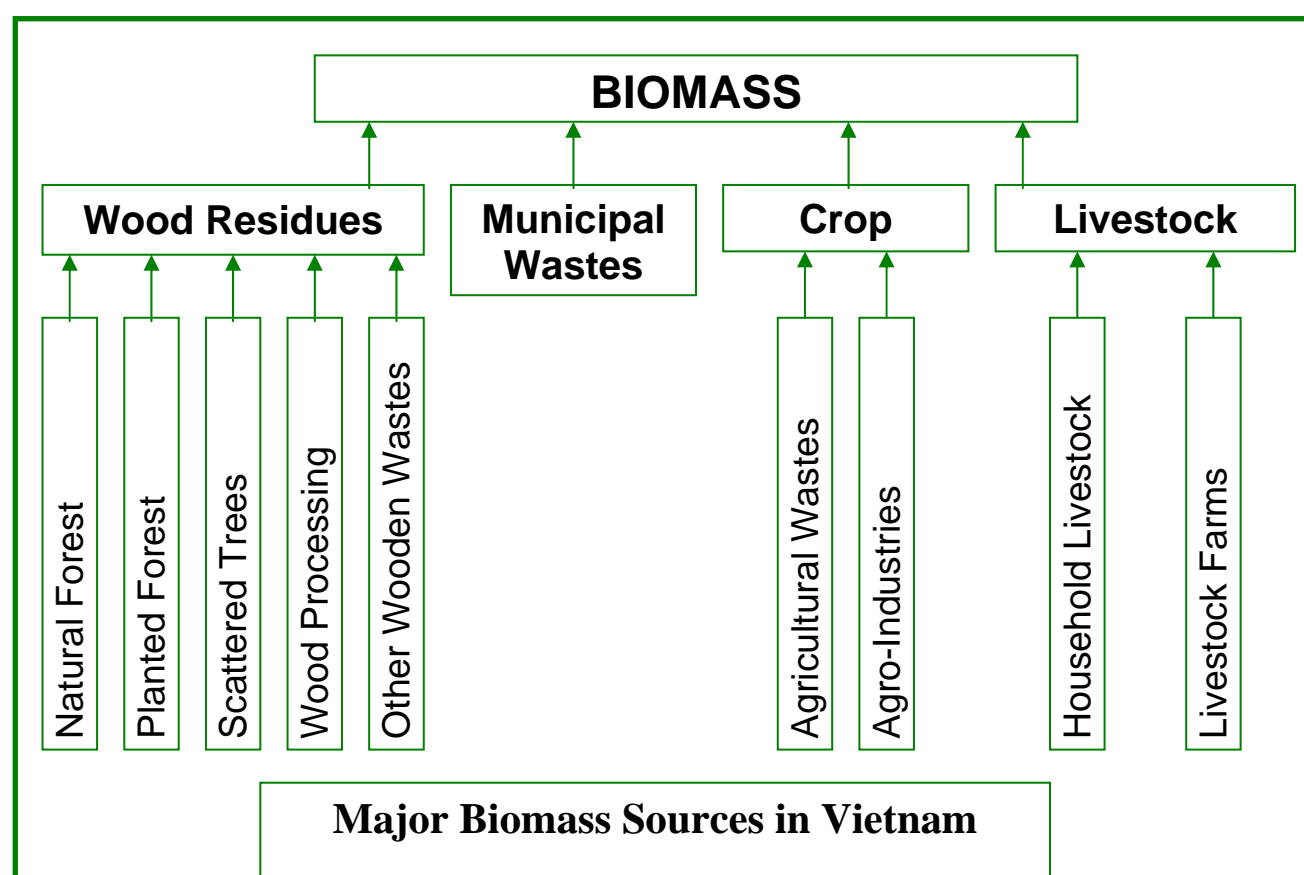 BIOMASS
Wood Residues
Municipal
Wastes
Crop
Livestock
Natural Forest
Planted Forest
Scattered Trees
Wood Processing
Other Wooden Wastes
Agricultural Wastes
Agro-Industries
Household Livestock
Livestock Farms
Major Biomass Sources in Vietnam